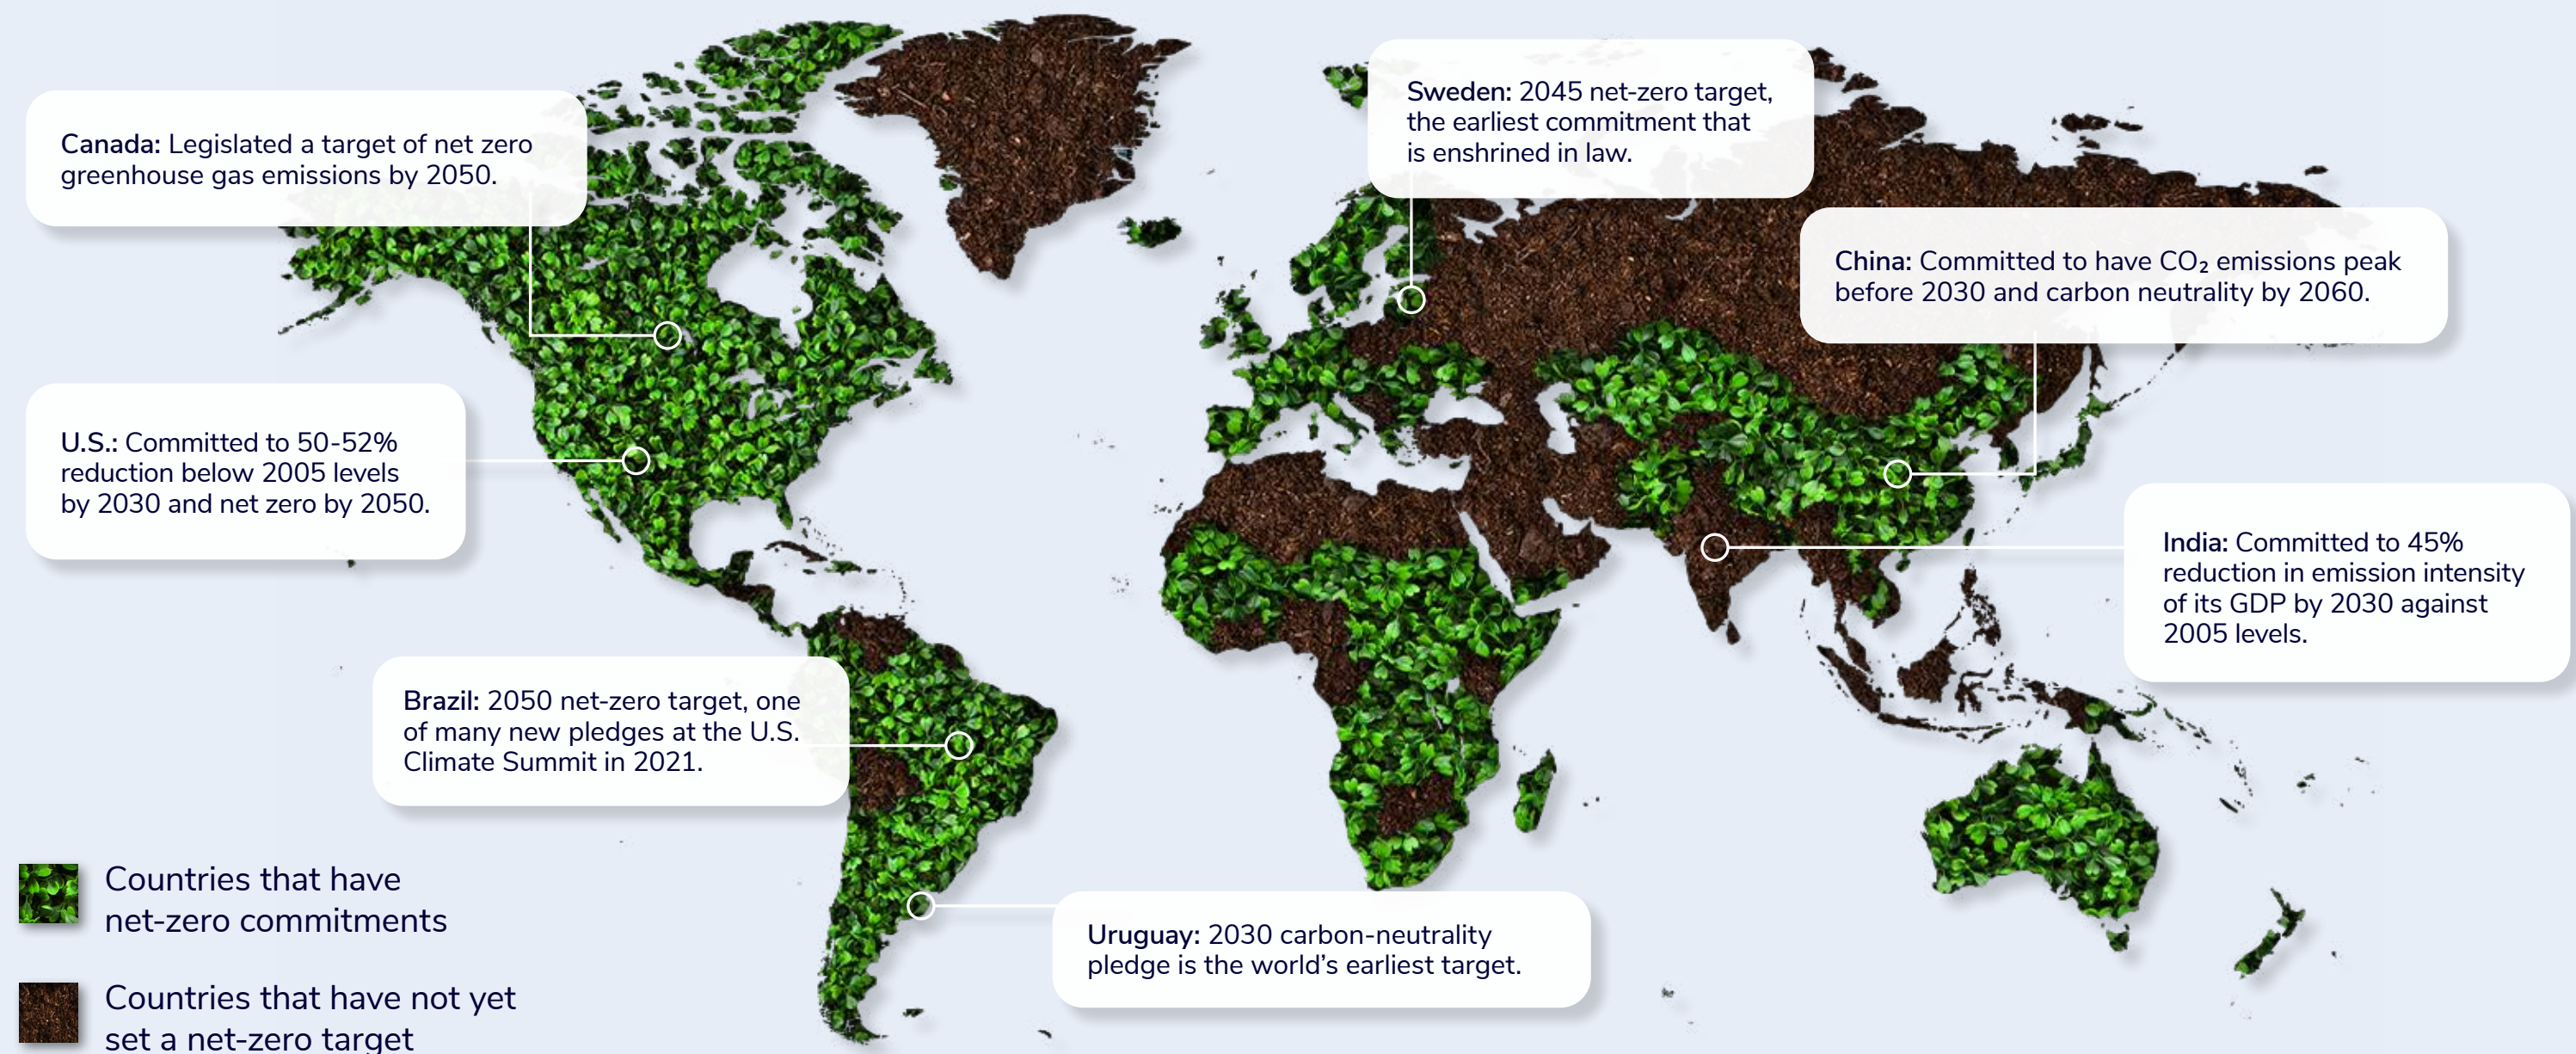 Canada: Legislated a target of net zero
greenhouse gas emissions by 2050.
Sweden: 2045 net-zero target,
the earliest commitment that
is enshrined in law.
China: Committed to have CO₂ emissions peak
before 2030 and carbon neutrality by 2060.
U.S.: Committed to 50-52%
reduction below 2005 levels
by 2030 and net zero by 2050.
India: Committed to 45%
reduction in emission intensity
of its GDP by 2030 against
2005 levels.
Brazil: 2050 net-zero target, one
of many new pledges at the U.S.
Climate Summit in 2021.
Uruguay: 2030 carbon-neutrality
pledge is the world’s earliest target.
Countries that have
net-zero commitments
Countries that have not yet
set a net-zero target